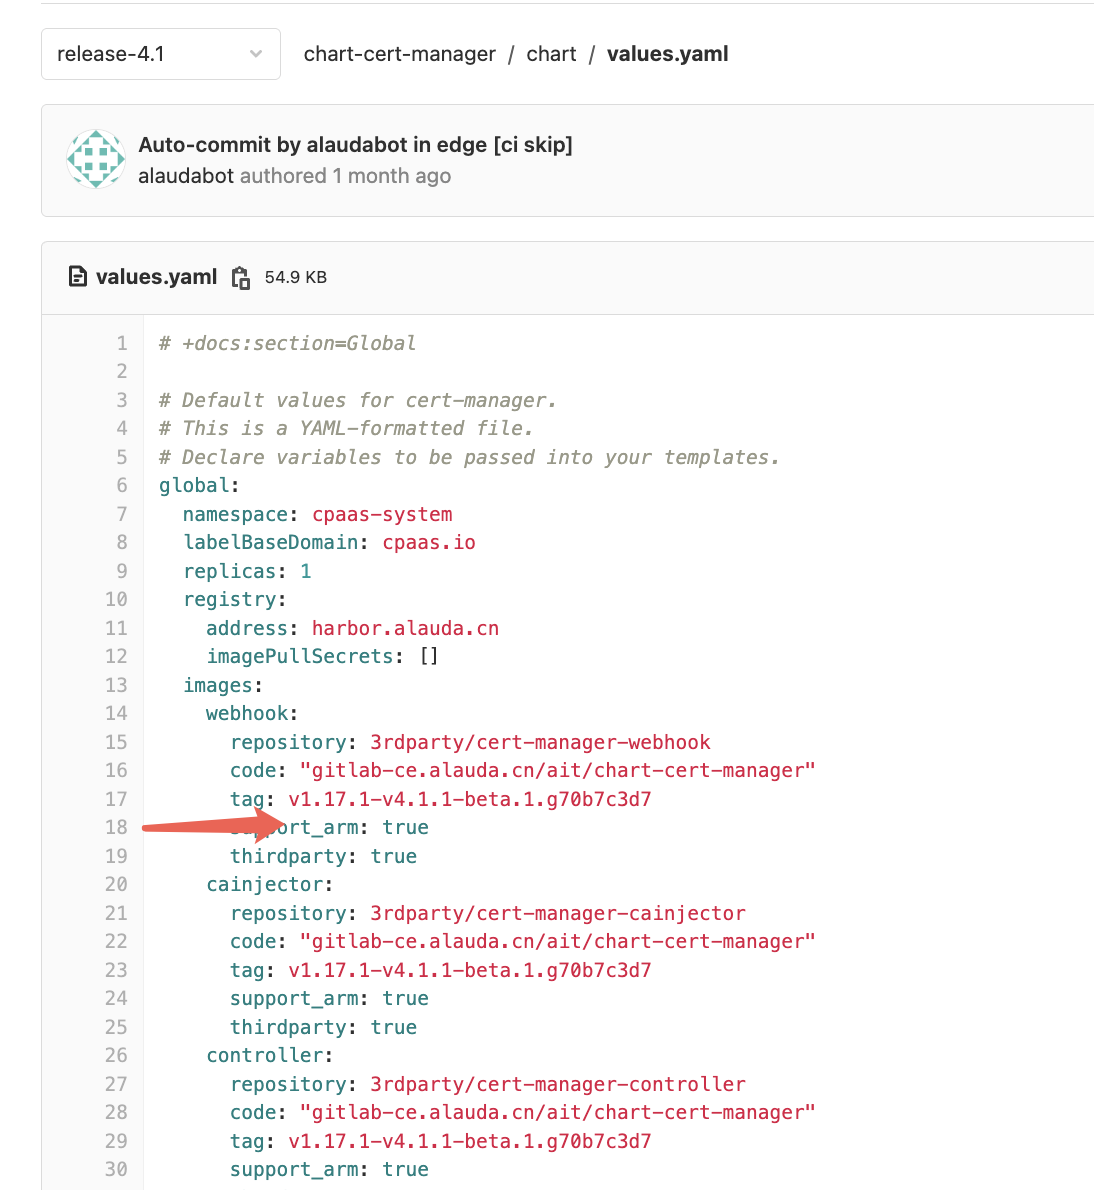 release-4.1
chart-cert-manager / chart / values.yaml
Auto-commit by alaudabot in edge [ci skip]
alaudabot authored 1 month ago
values.yaml 54.9 KB
1 # +docs:section=Global
2
3 # Default values for cert-manager.
4 # This is a YAML-formatted file.
5 # Declare variables to be passed into your templates.
6 global:
7 namespace: cpaas-system
8 labelBaseDomain: cpaas.io
9 replicas: 1
10 registry:
11 address: harbor.alauda.cn
12 imagePullSecrets: []
13 images:
14 webhook:
15 repository: 3rdparty/cert-manager-webhook
16 code: "gitlab-ce.alauda.cn/ait/chart-cert-manager"
17 tag: v1.17.1-v4.1.1-beta.1.g70b7c3d7
18 support_arm: true
19 thirdparty: true
20 cainjector:
21 repository: 3rdparty/cert-manager-cainjector
22 code: "gitlab-ce.alauda.cn/ait/chart-cert-manager"
23 tag: v1.17.1-v4.1.1-beta.1.g70b7c3d7
24 support_arm: true
25 thirdparty: true
26 controller:
27 repository: 3rdparty/cert-manager-controller
28 code: "gitlab-ce.alauda.cn/ait/chart-cert-manager"
29 tag: v1.17.1-v4.1.1-beta.1.g70b7c3d7
30 support_arm: true